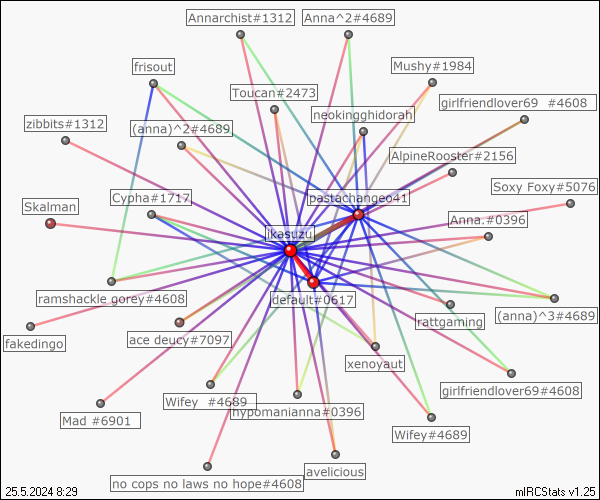 Annarchist#1312
Anna^2#4689
frisout
Mushy#1984
Toucan#2473
girlfriendlover69 #4608
neokingghidorah
zibbits#1312
(anna)^2#4689
AlpineRooster#2156
Soxy Foxy#5076
Cypha#1717
pastachangeo41
Skalman
Anna.#0396
jkasuzu
ramshackle gorey#4608
default#0617
(anna)^3#4689
rattgaming
fakedingo
ace deucy#7097
xenoyaut
girlfriendlover69#4608
Wifey #4689
hypomanianna#0396
Mad #6901
Wifey#4689
avelicious
no cops no laws no hope#4608
25.5.2024 8:29
mIRCStats v1.25